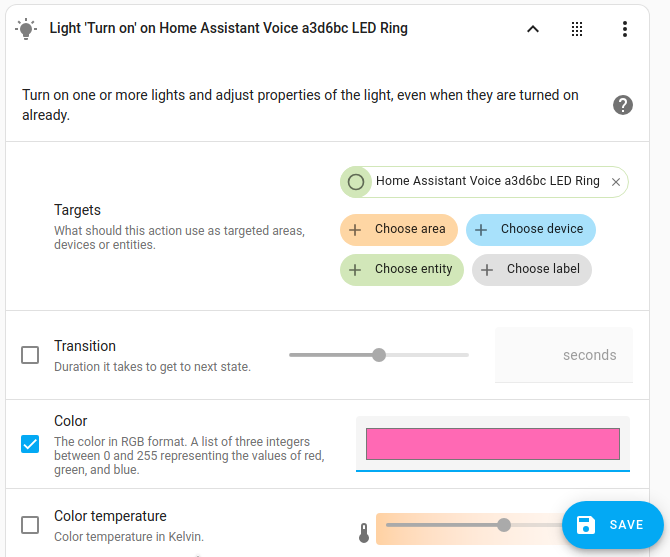 Light 'Turn on' on Home Assistant Voice a3d6bc LED Ring
Turn on one or more lights and adjust properties of the light, even when they are turned on
already.
Home Assistant Voice a3d6bc LED Ring
Targets
What should this action use as targeted areas,
devices or entities.
Choose area
Choose device
Choose entity
Choose label
Transition
Duration it takes to get to next state.
seconds
Color
The color in RGB format. A list of three integers
between 0 and 255 representing the values of red,
green, and blue.
Color temperature
Color temperature in Kelvin.
SAVE